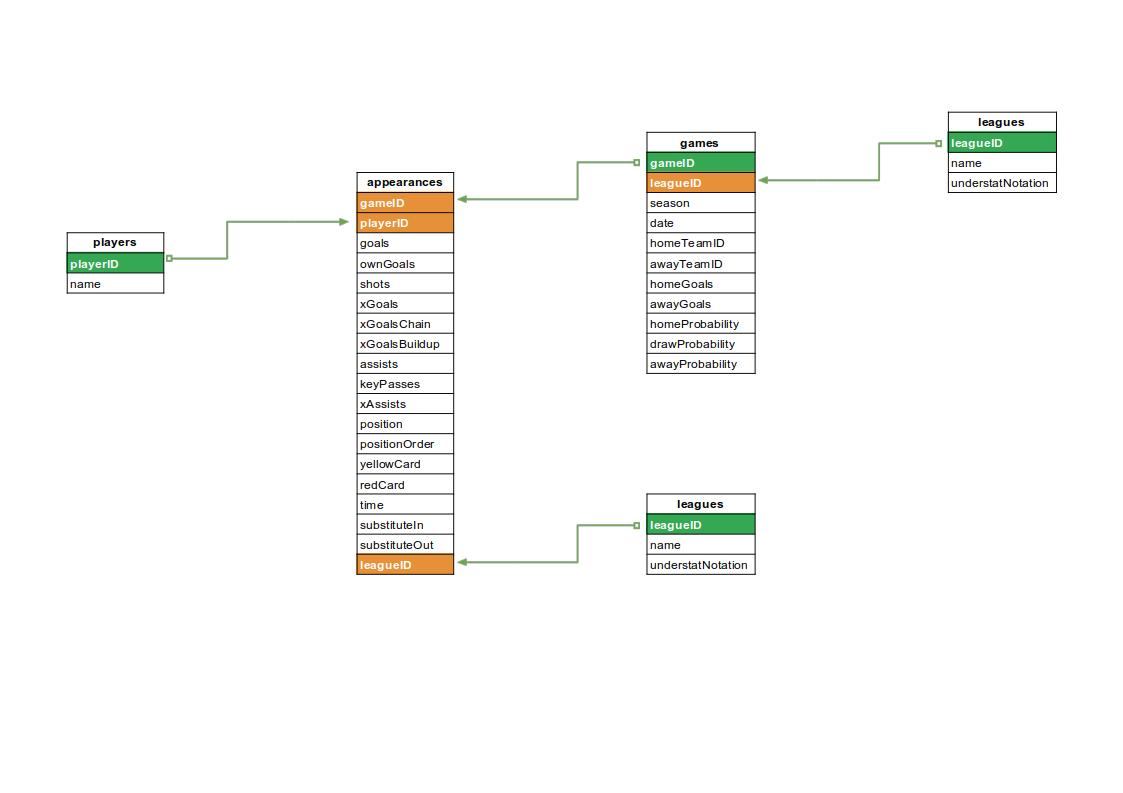 players
playerID
name
appearances
gameID
playerID
goals
ownGoals
shots
xGoals
xGoalsChain
xGoalsBuildup
assists
keyPasses
xAssists
position
positionOrder
yellowCard
redCard
time
substituteIn
substituteOut
leagueID
games
gameID
leagueID
season
date
homeTeamID
awayTeamID
homeGoals
awayGoals
homeProbability
drawProbability
awayProbability
leagues
leagueID
name
understatNotation
leagues
leagueID
name
understatNotation